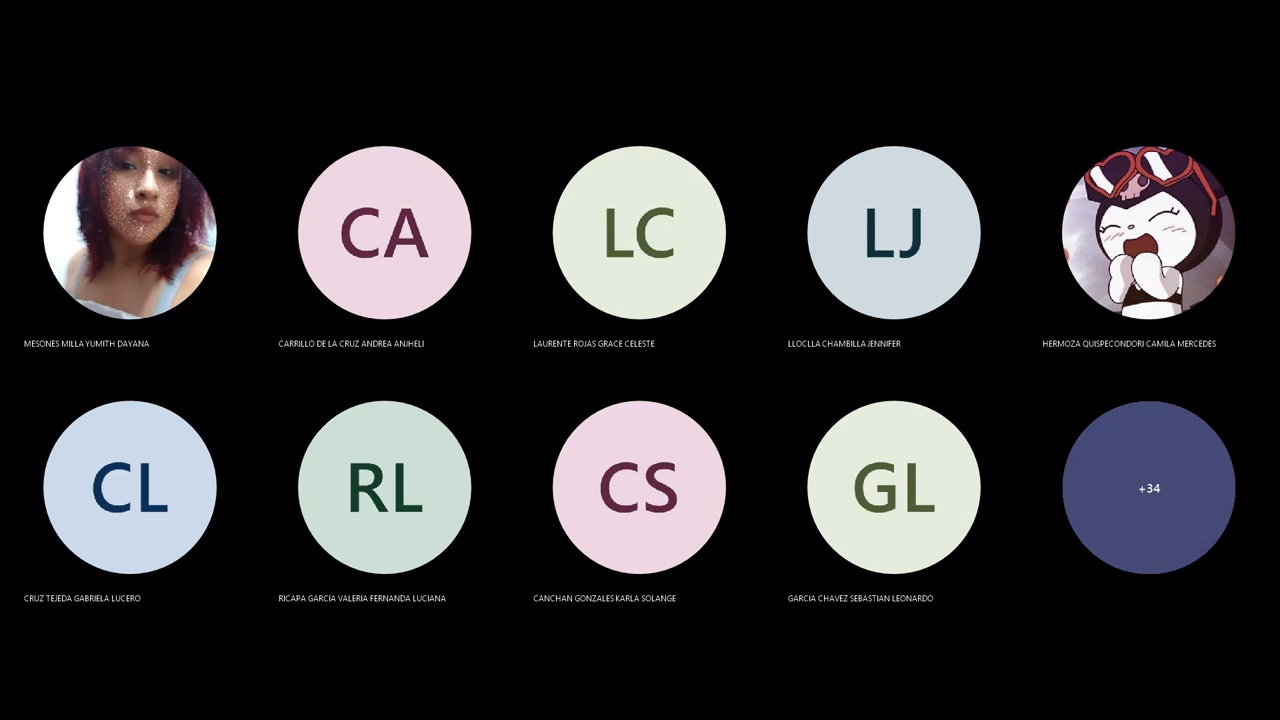 CA
LC
LJ
MESONES MILLA YUMITH DAYANA
CARRILLO DE LA CRUZ ANDREA ANJHELI
LAURENTE ROJAS GRACE CELESTE
LLOCLLA CHAMBILLA JENNIFER
HERMOZA QUISPECONDORI CAMILA MERCEDES
CL
RL
CS
GL
+34
CRUZ TEJEDA GABRIELA LUCERO
RICAPA GARCIA VALERIA FERNANDA LUCIANA
CANCHAN GONZALES KARLA SOLANGE
GARCIA CHAVEZ SEBASTIAN LEONARDO